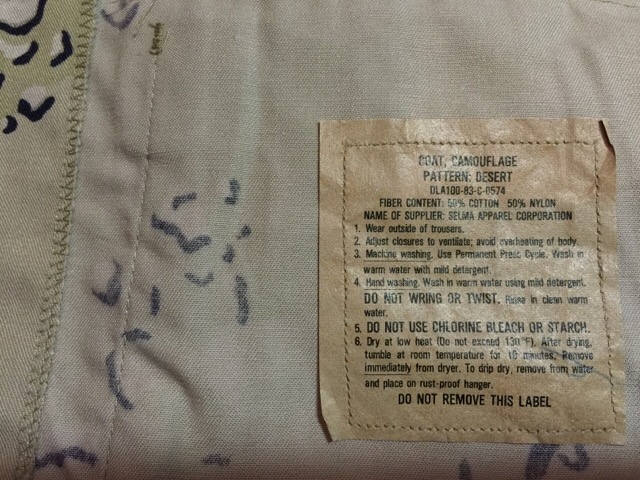 COAT, CAMOUFLAGE
PATTERN: DESERT
DLA100-83-C-0574
FIBER CONTENT: 50% COTTON 50% NYLON
NAME OF SUPPLIER: SELMA APPAREL CORPORATION
1. Wear outside of trousers.
2. Adjust closures to ventilate; avoid overheating of body.
3. Machine washing. Use Permanent Press Cycle. Wash in
warm water with mild detergent.
4. Hand washing. Wash in warm water using mild detergent.
DO NOT WRING OR TWIST. Rinse in clean warm
water.
5. DO NOT USE CHLORINE BLEACH OR STARCH.
6. Dry at low heat (Do not exceed 130°F). After drying,
tumble at room temperature for 10 minutes. Remove
immediately from dryer. To drip dry, remove from water
and place on rust-proof hanger.
DO NOT REMOVE THIS LABEL